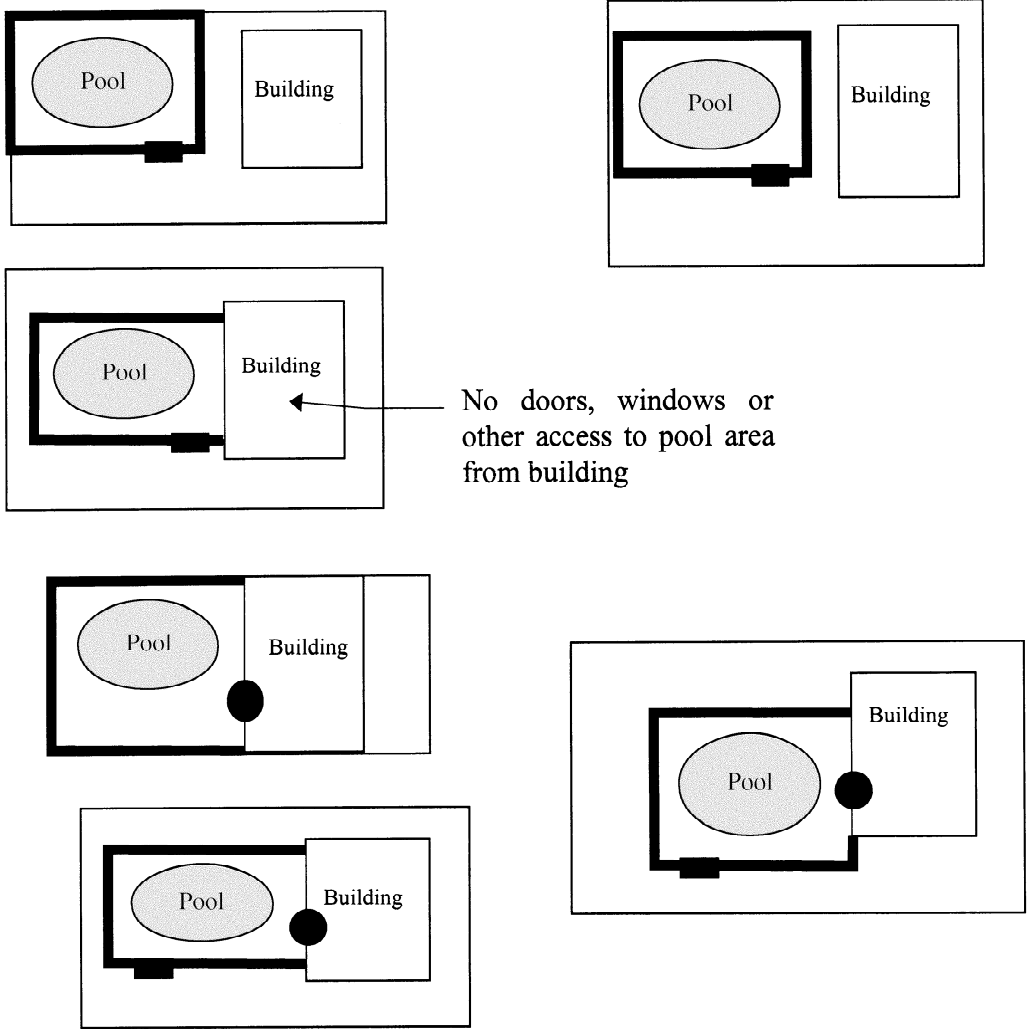 Pool
Building
Pool
Building
Pool
Building
No doors, windows or
other access to pool area
from building
Pool
Building
Building
Pool
Pool
Building